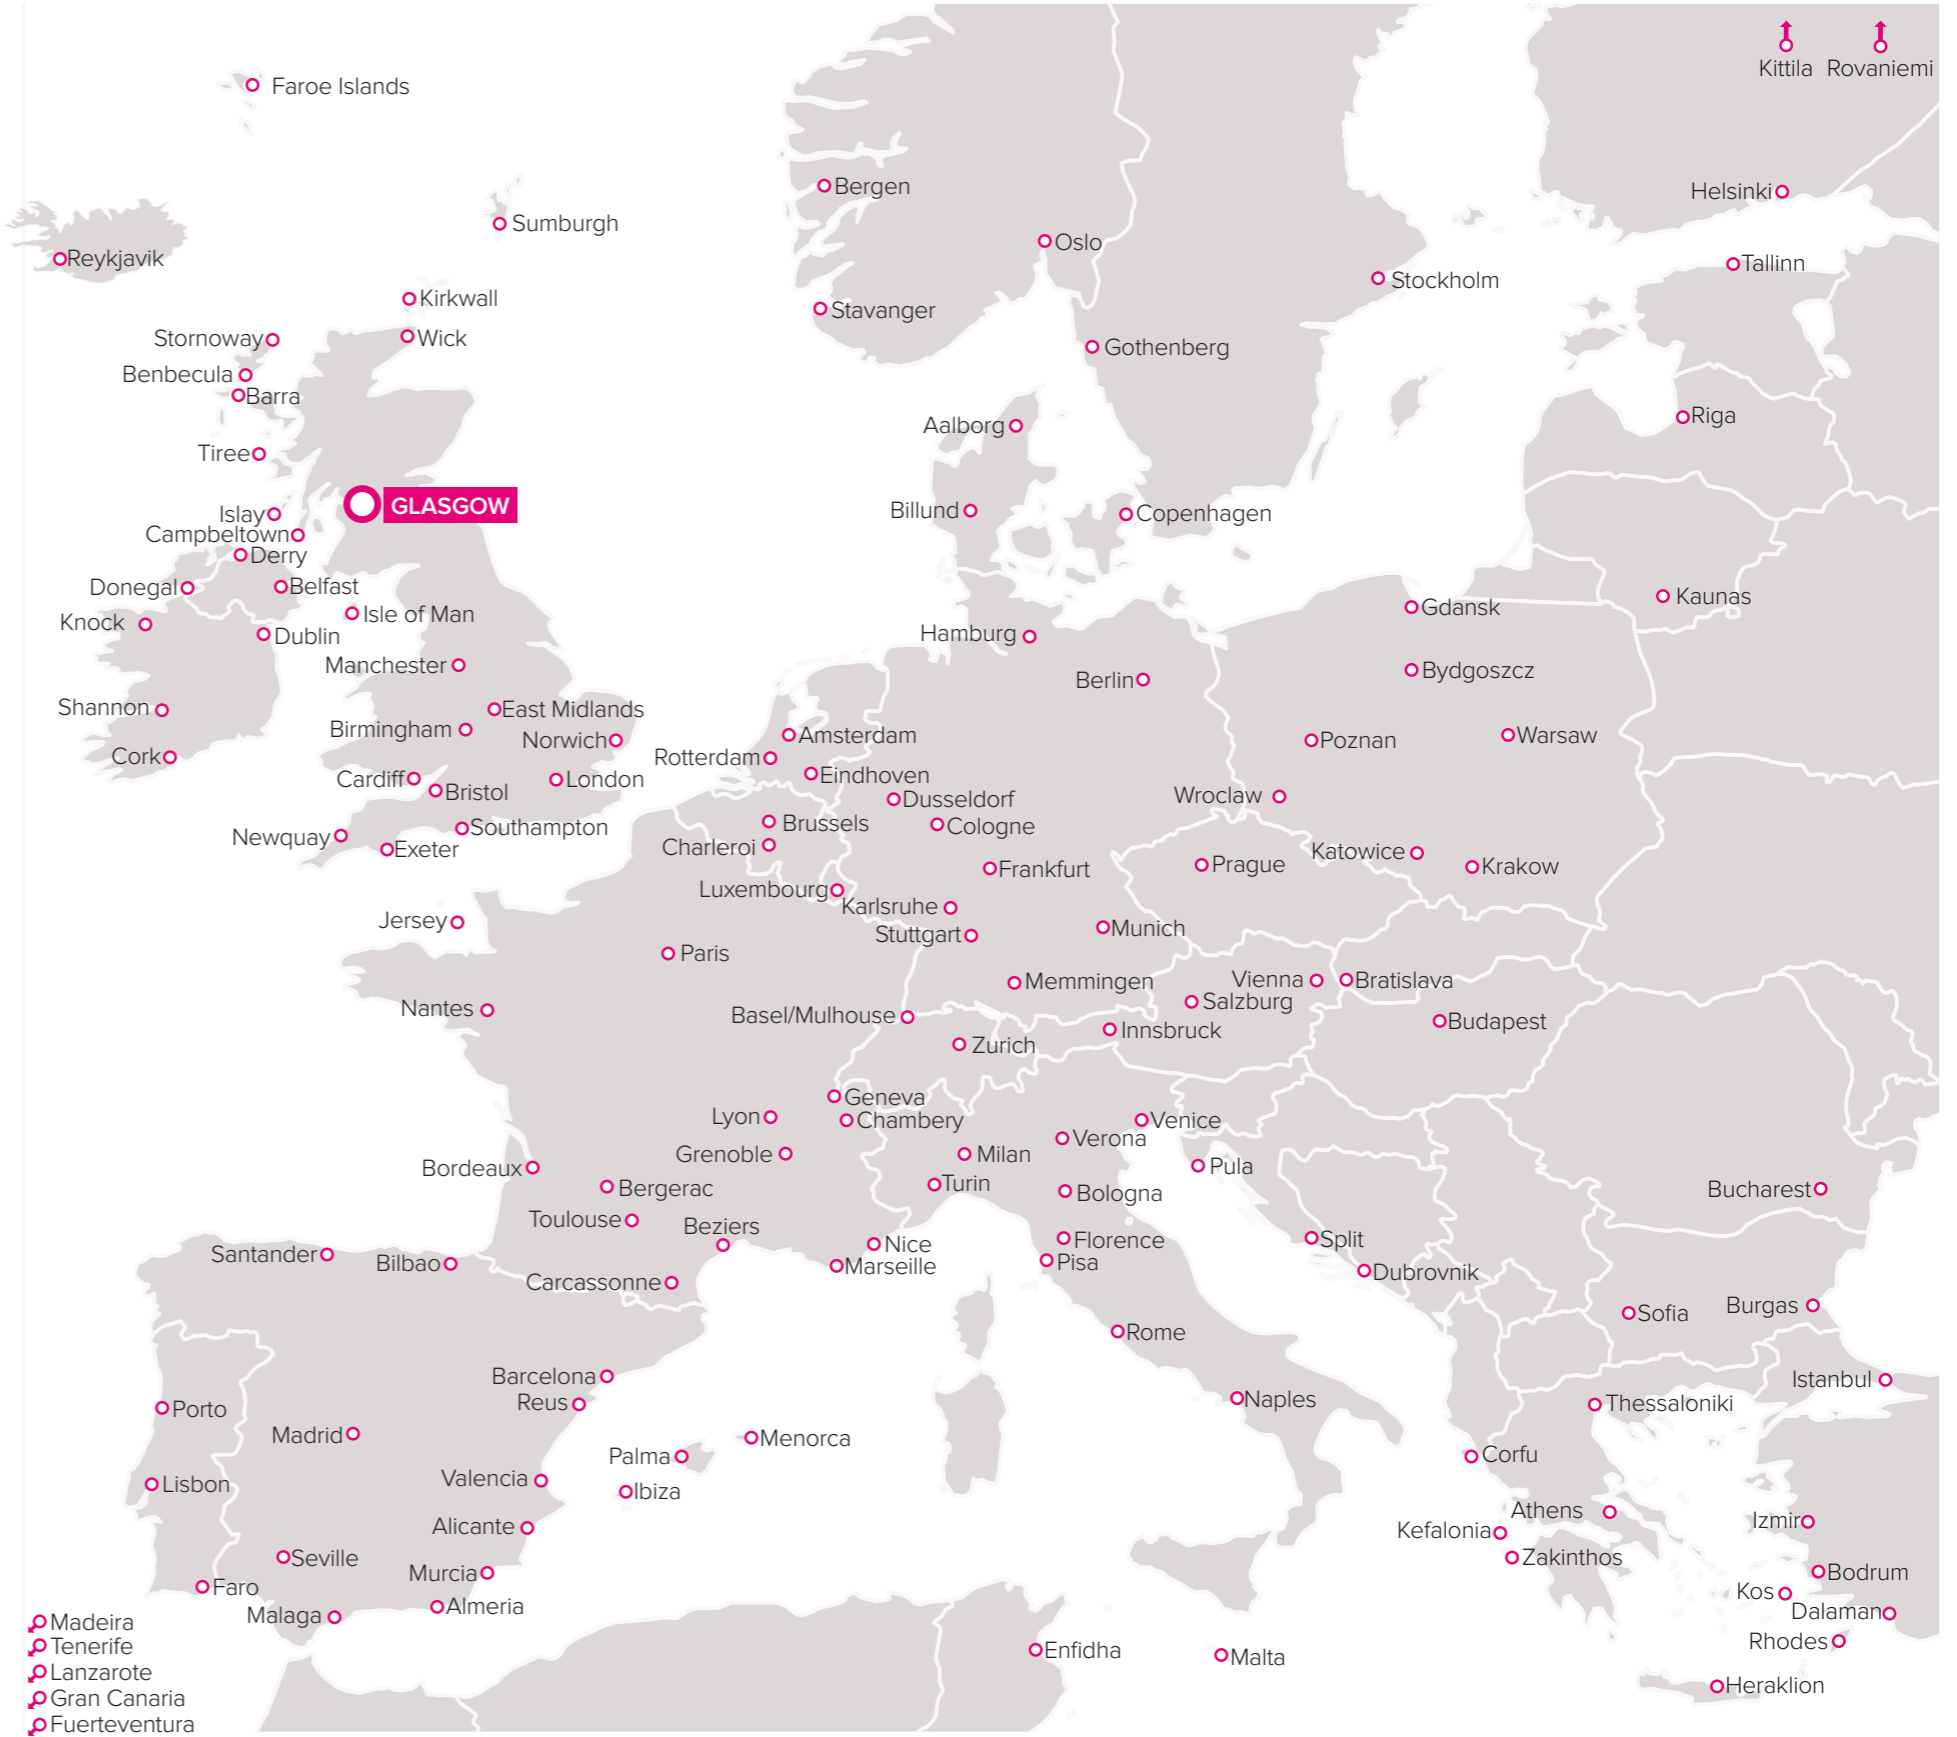 Kittila
Rovaniemi
Faroe Islands
Bergen
Helsinki
Sumburgh
Oslo
Reykjavik
Tallinn
Stockholm
Kirkwall
Stavanger
Stornoway
Wick
Gothenberg
Benbecula
Barra
Riga
Aalborg
Tiree
GLASGOW
Billund
Copenhagen
Islay
Campbeltown
Derry
Donegal
Belfast
Kaunas
Gdansk
Isle of Man
Knock
Hamburg
Dublin
Manchester
Bydgoszcz
Berlin
Shannon
East Midlands
Birmingham
Amsterdam
Warsaw
Norwich
Poznan
Cork
Rotterdam
Eindhoven
Cardiff
London
Bristol
Wroclaw
Dusseldorf
Brussels
Cologne
Southampton
Newquay
Charleroi
Exeter
Katowice
Prague
Krakow
Frankfurt
Luxembourg
Karlsruhe
Jersey
Munich
Stuttgart
Paris
Memmingen
Vienna
Bratislava
Salzburg
Nantes
Basel/Mulhouse
Budapest
Innsbruck
Zurich
Geneva
Lyon
Chambery
Venice
Verona
Grenoble
Milan
Bordeaux
Pula
Turin
Bergerac
Bologna
Bucharest
Toulouse
Beziers
Florence
Split
Nice
Santander
Bilbao
Marseille
Pisa
Dubrovnik
Carcassonne
Burgas
Sofia
Rome
Barcelona
Istanbul
Reus
Naples
Thessaloniki
Porto
Madrid
Menorca
Palma
Corfu
Valencia
Lisbon
Ibiza
Athens
Izmir
Alicante
Kefalonia
Zakinthos
Seville
Murcia
Bodrum
Faro
Kos
Almeria
Dalaman
Malaga
Madeira
Rhodes
Tenerife
Enfidha
Malta
Lanzarote
Heraklion
Gran Canaria
Fuerteventura